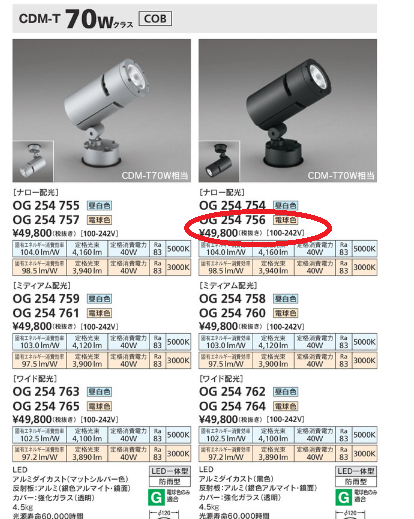 CDM-T 70Wクラス COB
CDM-T70W相当
CDM-T70W相当
[ナロー配光]
OG 254 755 昼白色
OG 254 757 電球色
¥49,800(税抜き) [100-242V]
固有エネルギー消費効率 定格光束 定格消費電力 Ra 5000K
104.0 lm/W 4,160 lm 40W 83
固有エネルギー消費効率 定格光束 定格消費電力 Ra 3000K
98.5 lm/W 3,940 lm 40W 83
[ミディアム配光]
OG 254 759 昼白色
OG 254 761 電球色
¥49,800(税抜き) [100-242V]
固有エネルギー消費効率 定格光束 定格消費電力 Ra 5000K
103.0 lm/W 4,120 lm 40W 83
固有エネルギー消費効率 定格光束 定格消費電力 Ra 3000K
97.5 lm/W 3,900 lm 40W 83
[ワイド配光]
OG 254 763 昼白色
OG 254 765 電球色
¥49,800(税抜き) [100-242V]
固有エネルギー消費効率 定格光束 定格消費電力 Ra 5000K
102.5 lm/W 4,100 lm 40W 83
固有エネルギー消費効率 定格光束 定格消費電力 Ra 3000K
97.2 lm/W 3,890 lm 40W 83
LED LED一体型
アルミダイカスト(マットシルバー色) 防雨型
反射板:アルミ(銀色アルマイト・鏡面)
カバー:強化ガラス(透明) G 電球色のみ適合
4.5kg
光源寿命60,000時間 φ120
[ナロー配光]
OG 254 754 昼白色
OG 254 756 電球色
¥49,800(税抜き) [100-242V]
固有エネルギー消費効率 定格光束 定格消費電力 Ra 5000K
104.0 lm/W 4,160 lm 40W 83
固有エネルギー消費効率 定格光束 定格消費電力 Ra 3000K
98.5 lm/W 3,940 lm 40W 83
[ミディアム配光]
OG 254 758 昼白色
OG 254 760 電球色
¥49,800(税抜き) [100-242V]
固有エネルギー消費効率 定格光束 定格消費電力 Ra 5000K
103.0 lm/W 4,120 lm 40W 83
固有エネルギー消費効率 定格光束 定格消費電力 Ra 3000K
97.5 lm/W 3,900 lm 40W 83
[ワイド配光]
OG 254 762 昼白色
OG 254 764 電球色
¥49,800(税抜き) [100-242V]
固有エネルギー消費効率 定格光束 定格消費電力 Ra 5000K
102.5 lm/W 4,100 lm 40W 83
固有エネルギー消費効率 定格光束 定格消費電力 Ra 3000K
97.2 lm/W 3,890 lm 40W 83
LED LED一体型
アルミダイカスト(黒色) 防雨型
反射板:アルミ(銀色アルマイト・鏡面)
カバー:強化ガラス(透明) G 電球色のみ適合
4.5kg
光源寿命60,000時間 φ120